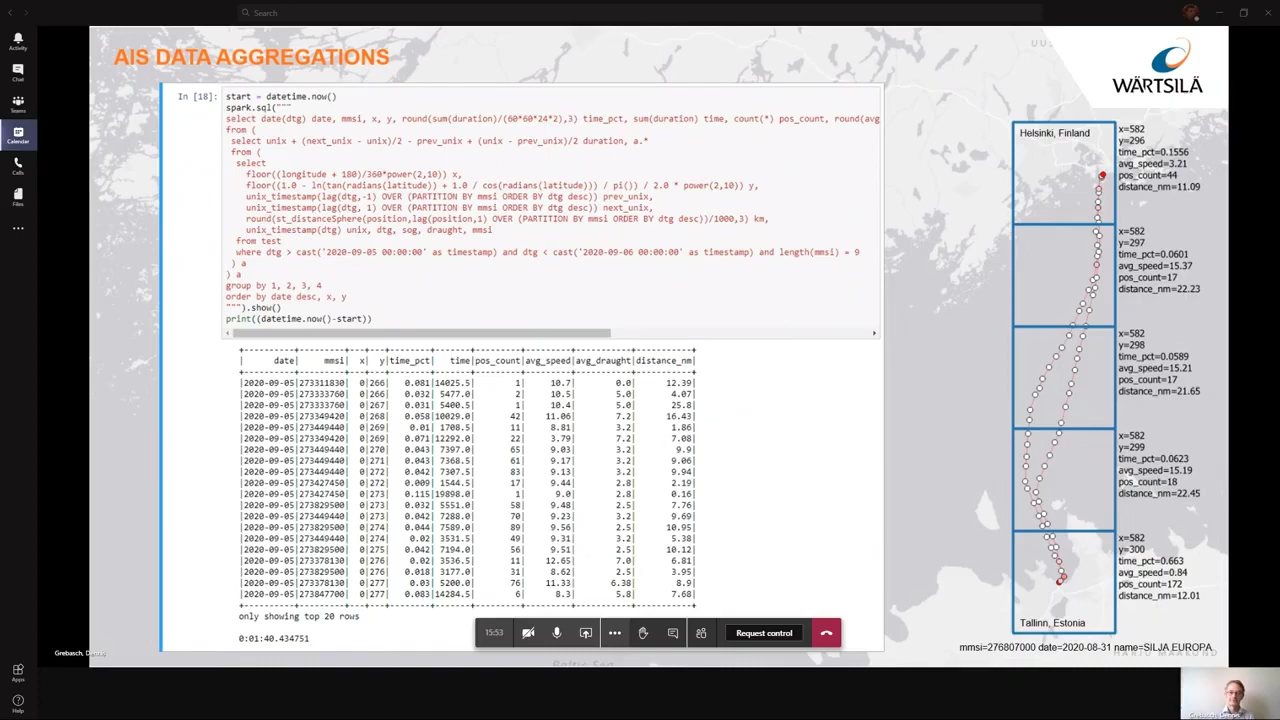 Search
Activity
Chat
Teams
Calendar
Calls
Files
Apps
Help
AIS DATA AGGREGATIONS
WÄRTSILÄ
In [18]:
start = datetime.now()
spark.sql("""
select date(dtg) date, mmsi, x, y, round(sum(duration)/(60*60*24*2),3) time_pct, sum(duration) time, count(*) pos_count, round(avg
from (
select unix + (next_unix - unix)/2 - prev_unix + (unix - prev_unix)/2 duration, a.*
from (
select
floor((longitude + 180)/360*power(2,10)) x,
floor((1.0 - ln(tan(radians(latitude)) + 1.0 / cos(radians(latitude))) / pi()) / 2.0 * power(2,10)) y,
unix_timestamp(lag(dtg,-1) OVER (PARTITION BY mmsi ORDER BY dtg desc)) prev_unix,
unix_timestamp(lag(dtg, 1) OVER (PARTITION BY mmsi ORDER BY dtg desc)) next_unix,
round(st_distanceSphere(position,lag(position,1) OVER (PARTITION BY mmsi ORDER BY dtg desc))/1000,3) km,
unix_timestamp(dtg) unix, dtg, sog, draught, mmsi
from test
where dtg > cast('2020-09-05 00:00:00' as timestamp) and dtg < cast('2020-09-06 00:00:00' as timestamp) and length(mmsi) = 9
) a
) a
group by 1, 2, 3, 4
order by date desc, x, y
""").show()
print((datetime.now()-start))
| date| mmsi| x| y|time_pct| time|pos_count|avg_speed|avg_draught|distance_nm|
|2020-09-05|273311830| 0|266| 0.081|14025.5| 1| 10.7| 0.0| 12.39|
|2020-09-05|273333760| 0|266| 0.032| 5477.0| 2| 10.5| 5.0| 4.07|
|2020-09-05|273333760| 0|267| 0.031| 5400.5| 1| 10.4| 5.0| 25.8|
|2020-09-05|273349420| 0|268| 0.058|10029.0| 42| 11.06| 7.2| 16.43|
|2020-09-05|273449440| 0|269| 0.01| 1708.5| 11| 8.81| 3.2| 1.86|
|2020-09-05|273349420| 0|269| 0.071|12292.0| 22| 3.79| 7.2| 7.08|
|2020-09-05|273449440| 0|270| 0.043| 7397.0| 65| 9.03| 3.2| 9.9|
|2020-09-05|273449440| 0|271| 0.043| 7368.5| 61| 9.17| 3.2| 9.06|
|2020-09-05|273449440| 0|272| 0.042| 7307.5| 83| 9.13| 3.2| 9.94|
|2020-09-05|273427450| 0|272| 0.009| 1544.5| 17| 9.44| 2.8| 2.19|
|2020-09-05|273427450| 0|273| 0.115|19898.0| 1| 9.0| 2.8| 0.16|
|2020-09-05|273829500| 0|273| 0.032| 5551.0| 58| 9.48| 2.5| 7.76|
|2020-09-05|273449440| 0|273| 0.042| 7288.0| 70| 9.23| 3.2| 9.69|
|2020-09-05|273829500| 0|274| 0.044| 7589.0| 89| 9.56| 2.5| 10.95|
|2020-09-05|273449440| 0|274| 0.02| 3531.5| 49| 9.31| 3.2| 5.38|
|2020-09-05|273829500| 0|275| 0.042| 7194.0| 56| 9.51| 2.5| 10.12|
|2020-09-05|273378130| 0|276| 0.02| 3536.5| 11| 12.65| 7.0| 6.81|
|2020-09-05|273829500| 0|276| 0.018| 3177.0| 31| 8.62| 2.5| 3.95|
|2020-09-05|273378130| 0|277| 0.03| 5200.0| 76| 11.33| 6.38| 8.9|
|2020-09-05|273847700| 0|277| 0.083|14284.5| 6| 8.3| 5.8| 7.68|
only showing top 20 rows
0:01:40.434751
Helsinki, Finland
x=582
y=296
time_pct=0.1556
avg_speed=3.21
pos_count=44
distance_nm=11.09
x=582
y=297
time_pct=0.0601
avg_speed=15.37
pos_count=17
distance_nm=22.23
x=582
y=298
time_pct=0.0589
avg_speed=15.21
pos_count=17
distance_nm=21.65
x=582
y=299
time_pct=0.0623
avg_speed=15.19
pos_count=18
distance_nm=22.45
x=582
y=300
time_pct=0.663
avg_speed=0.84
pos_count=172
distance_nm=12.01
Tallinn, Estonia
mmsi=276807000 date=2020-08-31 name=SILJA EUROPA
15:53
Request control
Baltic Sea
Grebasch, Dennis
Grebasch, Dennis